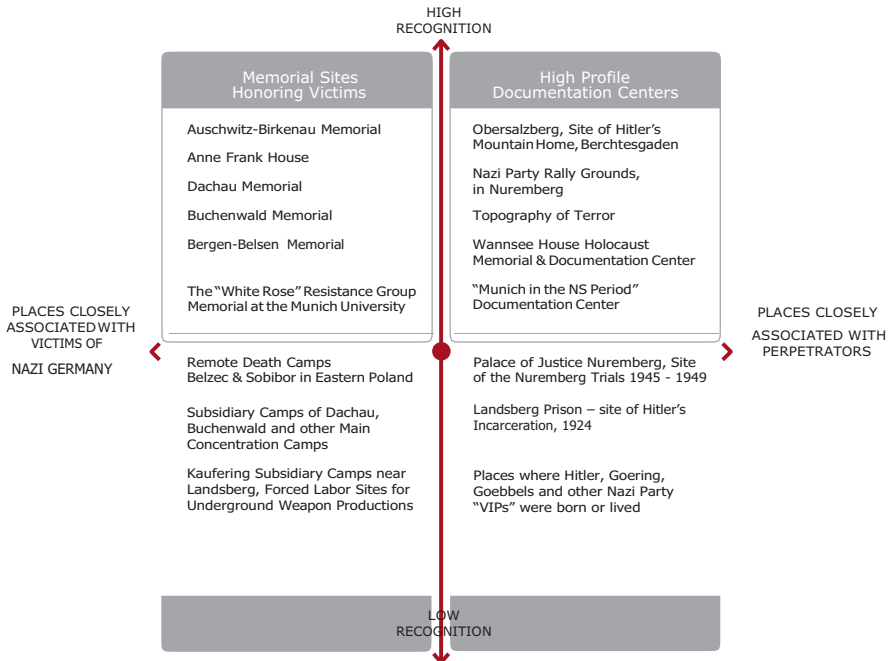 HIGH
RECOGNITION
Memorial Sites
Honoring Victims
Auschwitz-Birkenau Memorial
Anne Frank House
Dachau Memorial
Buchenwald Memorial
Bergen-Belsen Memorial
The “White Rose” Resistance Group
Memorial at the Munich University
High Profile
Documentation Centers
Obersalzberg, Site of Hitler’s
Mountain Home, Berchtesgaden
Nazi Party Rally Grounds,
in Nuremberg
Topography of Terror
Wannsee House Holocaust
Memorial & Documentation Center
“Munich in the NS Period”
Documentation Center
PLACES CLOSELY
ASSOCIATED WITH
VICTIMS OF
NAZI GERMANY
PLACES CLOSELY
ASSOCIATED WITH
PERPETRATORS
Remote Death Camps
Belzec & Sobibor in Eastern Poland
Subsidiary Camps of Dachau,
Buchenwald and other Main
Concentration Camps
Kaufering Subsidiary Camps near
Landsberg, Forced Labor Sites for
Underground Weapon Productions
Palace of Justice Nuremberg, Site
of the Nuremberg Trials 1945 - 1949
Landsberg Prison – site of Hitler’s
Incarceration, 1924
Places where Hitler, Goering,
Goebbels and other Nazi Party
“VIPs” were born or lived
LOW
RECOGNITION